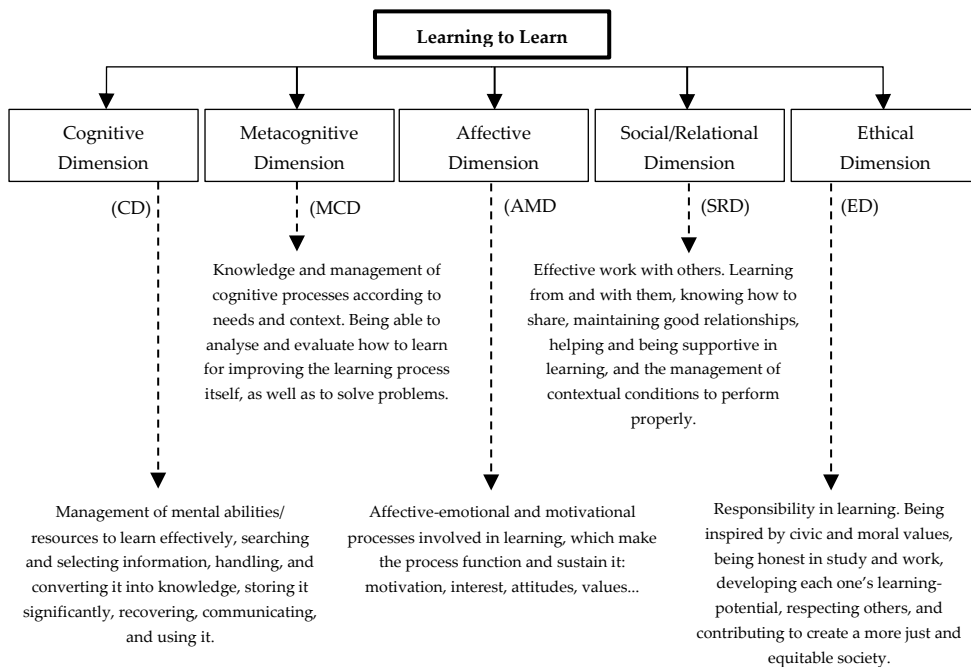 Learning to Learn
Cognitive
Dimension
Metacognitive
Dimension
Affective
Dimension
Social/Relational
Dimension
Ethical
Dimension
(CD)
(MCD
(AMD
(SRD)
(ED)
Knowledge and management of
cognitive processes according to
needs and context. Being able to
analyse and evaluate how to learn
for improving the learning process
itself, as well as to solve problems.
Effective work with others. Learning
from and with them, knowing how to
share, maintaining good relationships,
helping and being supportive in
learning, and the management of
contextual conditions to perform
properly.
Management of mental abilities/
resources to learn effectively, searching
and selecting information, handling, and
converting it into knowledge, storing it
significantly, recovering, communicating,
and using it.
Affective-emotional and motivational
processes involved in learning, which make
the process function and sustain it:
motivation, interest, attitudes, values...
Responsibility in learning. Being
inspired by civic and moral values,
being honest in study and work,
developing each one's learning-
potential, respecting others, and
contributing to create a more just and
equitable society.